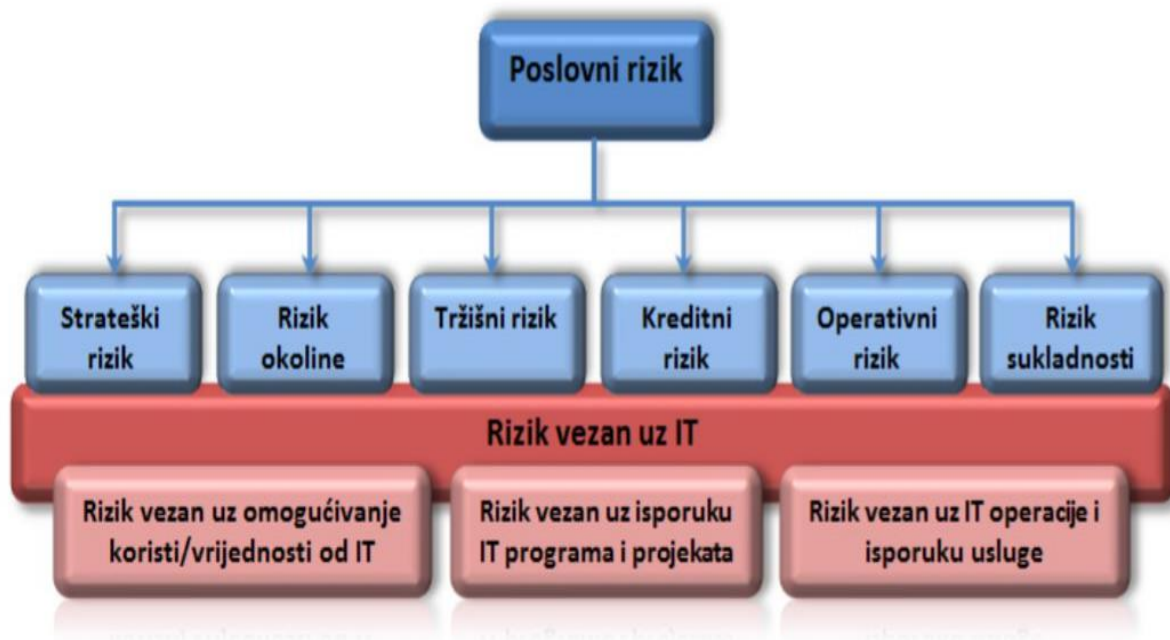 Poslovni rizik
Strateški
rizik
Rizik
okoline
Tržišni rizik
Kreditni
rizik
Operativni
rizik
Rizik
sukladnosti
Rizik vezan uz IT
Rizik vezan uz omogućivanje
koristi/vrijednosti od IT
Rizik vezan uz isporuku
IT programa i projekata
Rizik vezan uz IT operacije i
isporuku usluge